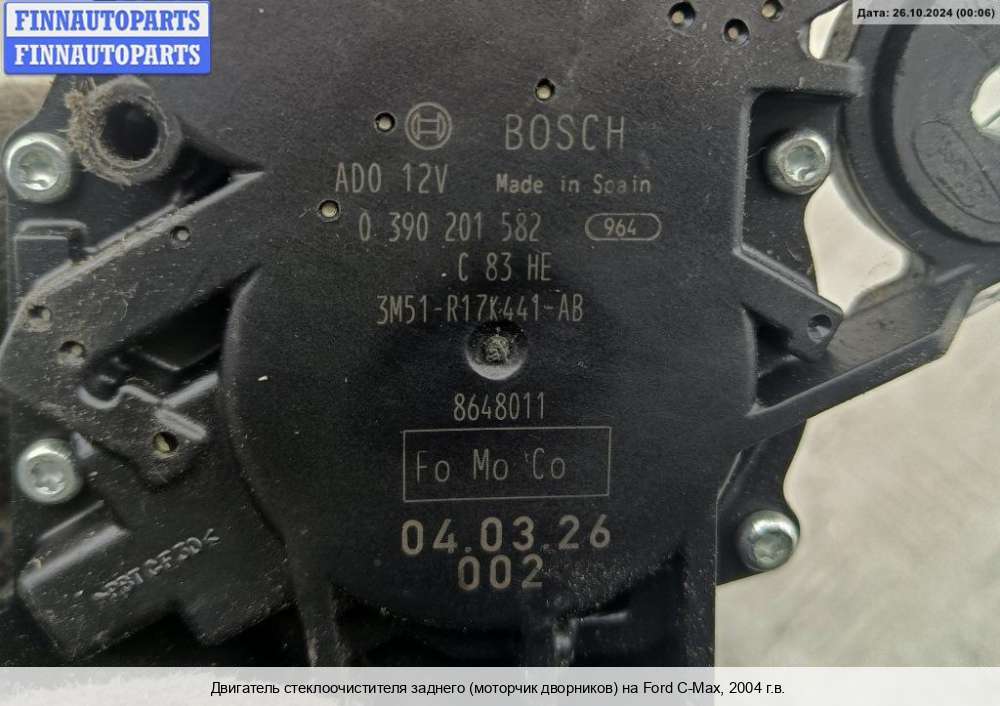 FINNAUTOPARTS
FINNAUTOPARTS
Дата: 26.10.2024 (00:06)
BOSCH
AD0 12V Made in Spain
0 390 201 582 964
C 83 HE
3M51-R17K441-AB
8648011
Fo Mo Co
04.03.26
002
Двигатель стеклоочистителя заднего (моторчик дворников) на Ford C-Max, 2004 г.в.